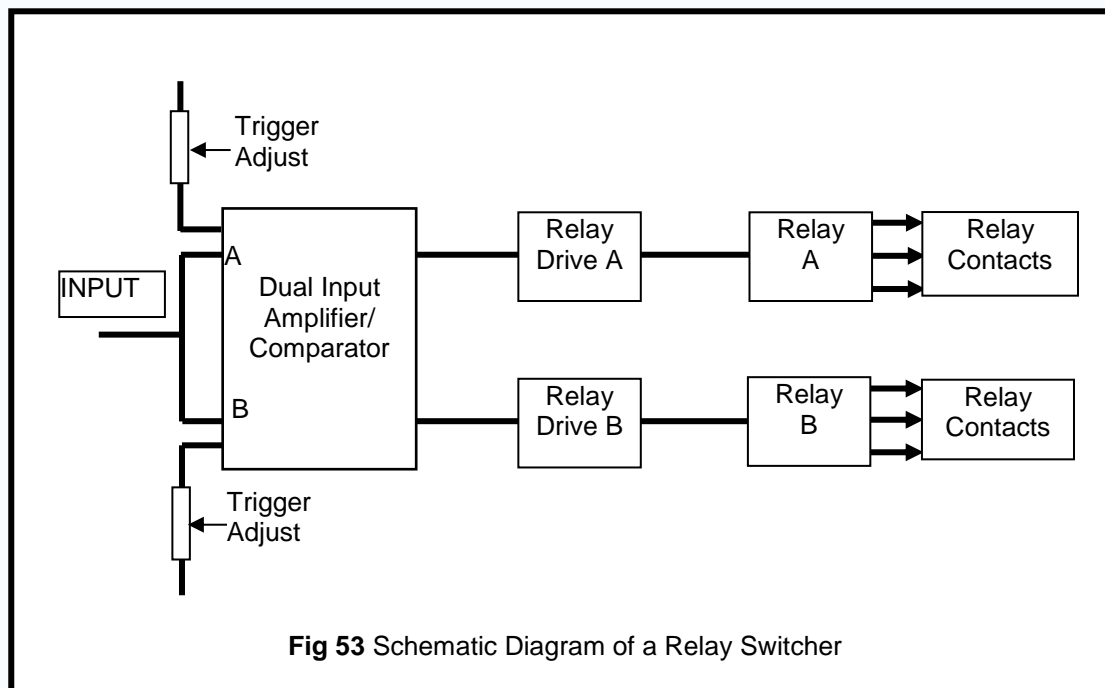 Trigger
Adjust
Relay
Drive A
Relay
A
Relay
Contacts
A
INPUT
Dual Input
Amplifier/
Comparator
B
Relay
Drive B
Relay
B
Relay
Contacts
Trigger
Adjust
Fig 53 Schematic Diagram of a Relay Switcher